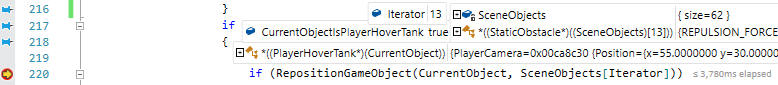 216 } Iterator 13 SceneObjects { size=62 }
217 if CurrentObjectIsPlayerHoverTank true *((StaticObstacle*)((SceneObjects)[13])) {REPULSION_FORCE
218 {
219 *((PlayerHoverTank*)(CurrentObject)) {PlayerCamera=0x00ca8c30 {Position={x=55.0000000 y=30.00000
220 if (RepositionGameObject(CurrentObject, SceneObjects[Iterator])) ≤ 3,780ms elapsed